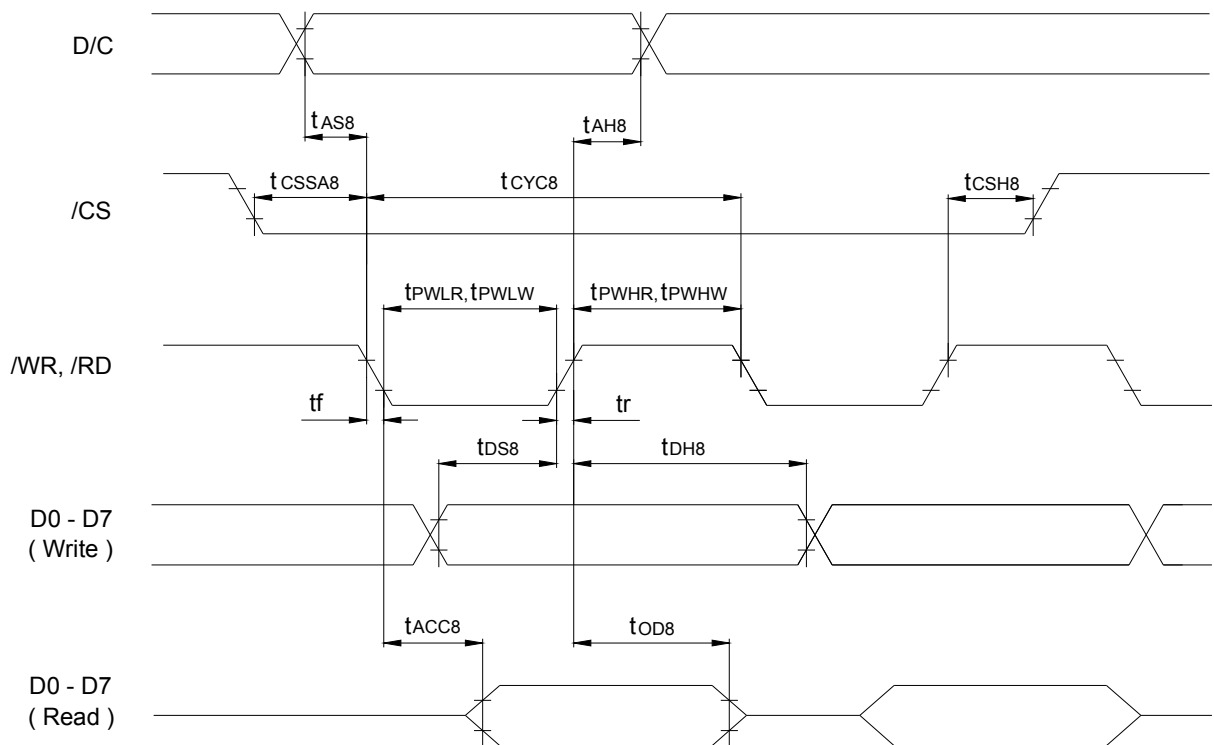 D/C
tAS8
tAH8
tCSSA8
tCYC8
tCSH8
/CS
tPWLR, tPWLW
tPWHR, tPWHW
/WR, /RD
tf
tr
tDS8
tDH8
D0 - D7
( Write )
tACC8
tOD8
D0 - D7
( Read )